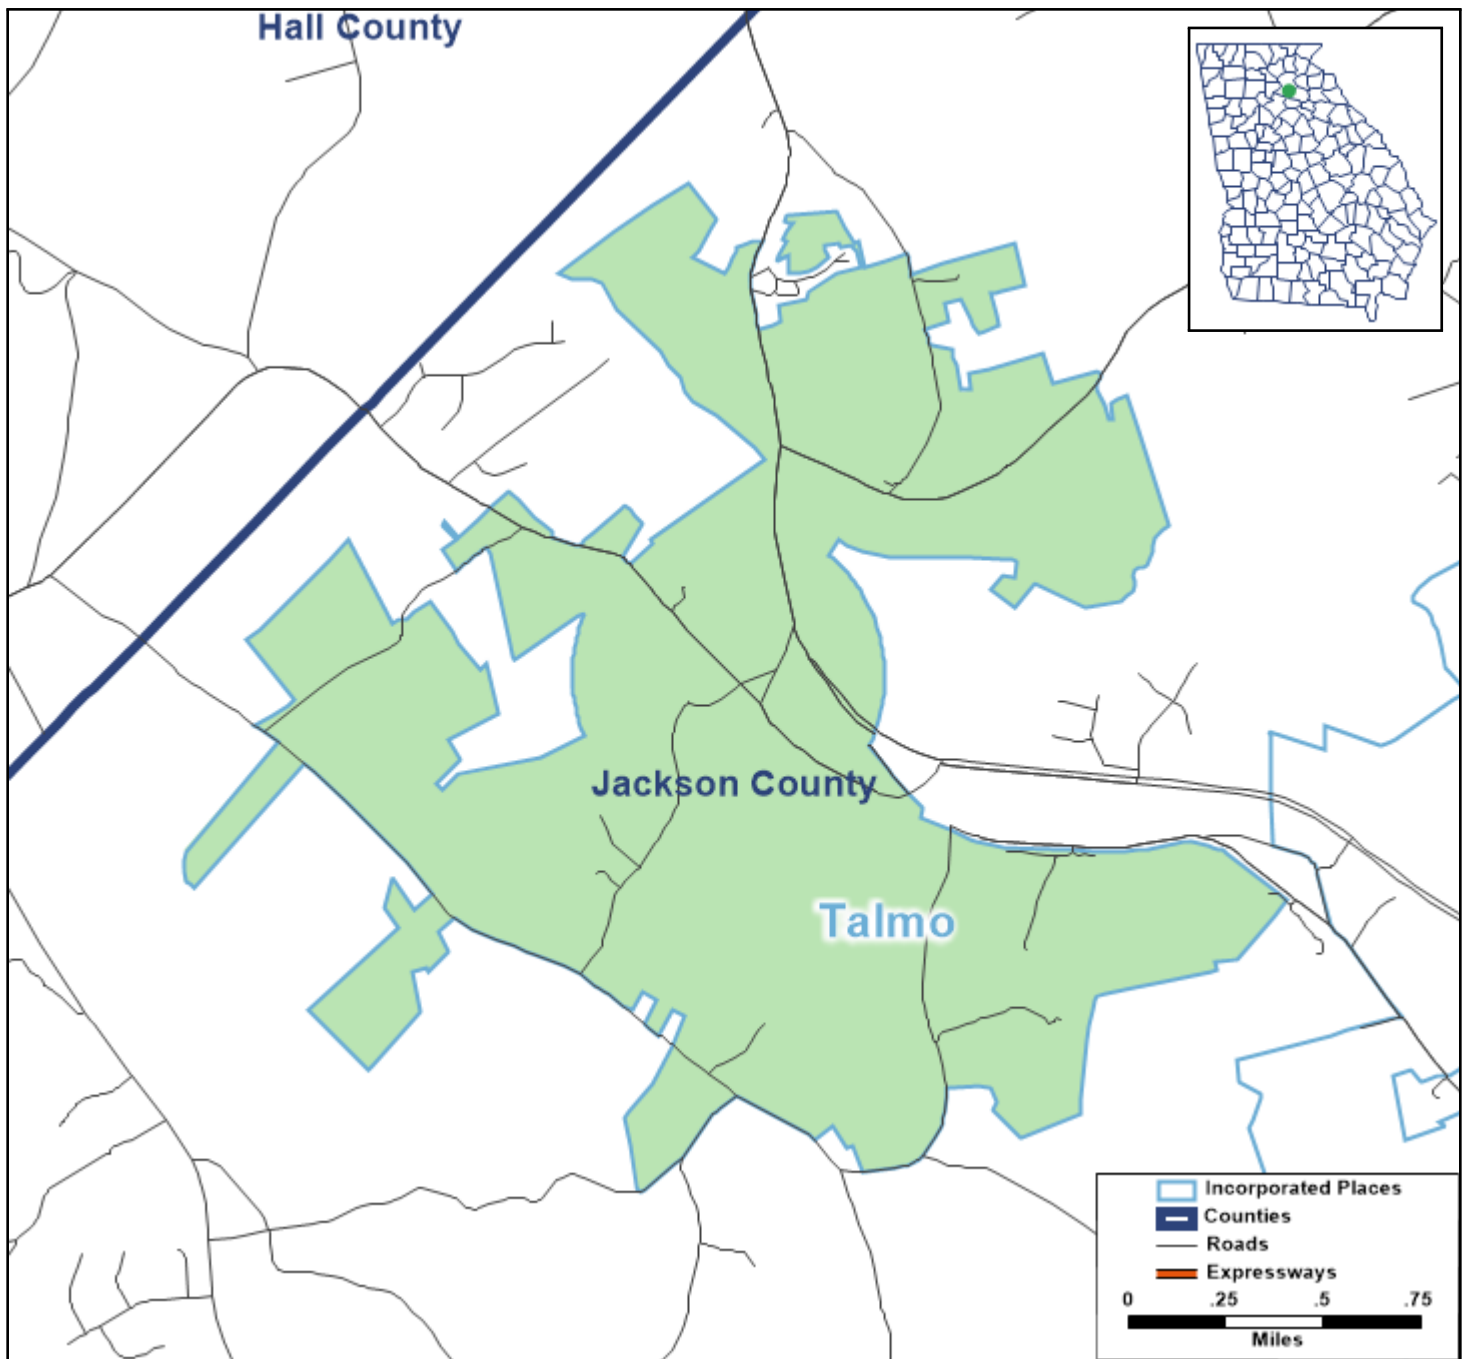 Hall County
Jackson County
Talmo
Incorporated Places
Counties
Roads
Expressways
0 .25 .5 .75
Miles